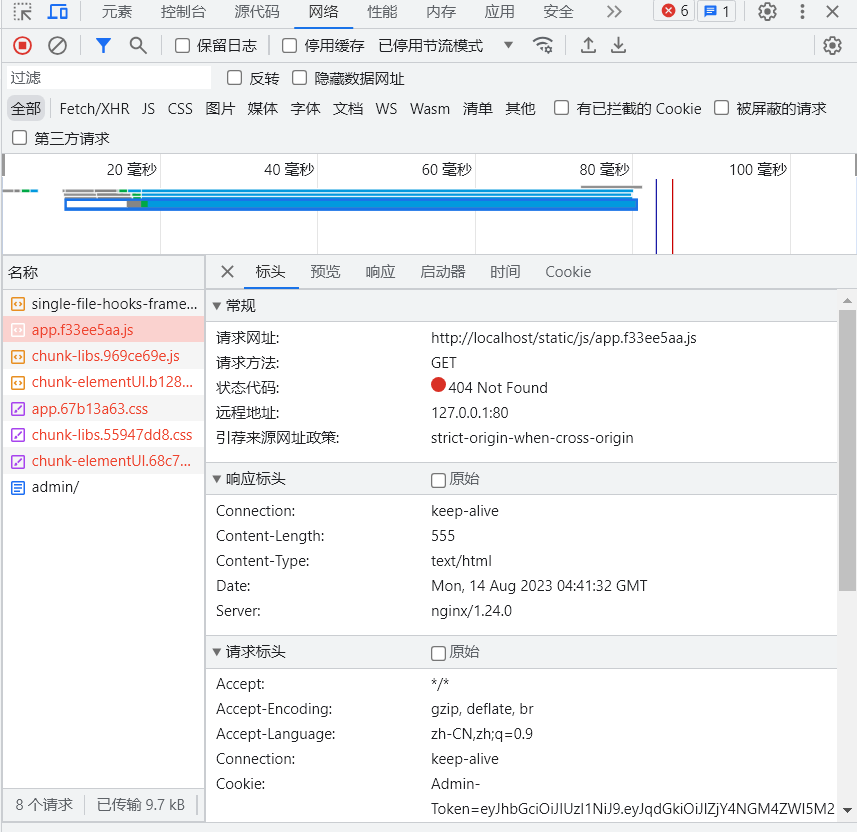 元素 控制台 源代码 网络 性能 内存 应用 安全 6 1
保留日志 停用缓存 已停用节流模式
过滤 反转 隐藏数据网址
全部 Fetch/XHR JS CSS 图片 媒体 字体 文档 WS Wasm 清单 其他 有已拦截的 Cookie 被屏蔽的请求
第三方请求
20 毫秒 40 毫秒 60 毫秒 80 毫秒 100 毫秒
名称
single-file-hooks-frame...
app.f33ee5aa.js
chunk-libs.969ce69e.js
chunk-elementUI.b128...
app.67b13a63.css
chunk-libs.55947dd8.css
chunk-elementUI.68c7...
admin/
8 个请求 已传输 9.7 kB
标头 预览 响应 启动器 时间 Cookie
常规
请求网址: http://localhost/static/js/app.f33ee5aa.js
请求方法: GET
状态代码: 404 Not Found
远程地址: 127.0.0.1:80
引荐来源网址政策: strict-origin-when-cross-origin
响应标头 原始
Connection: keep-alive
Content-Length: 555
Content-Type: text/html
Date: Mon, 14 Aug 2023 04:41:32 GMT
Server: nginx/1.24.0
请求标头 原始
Accept: */*
Accept-Encoding: gzip, deflate, br
Accept-Language: zh-CN,zh;q=0.9
Connection: keep-alive
Cookie: Admin-
Token=eyJhbGciOiJIUzI1NiJ9.eyJqdGkiOiJIZjY4NGM4ZWI5M2